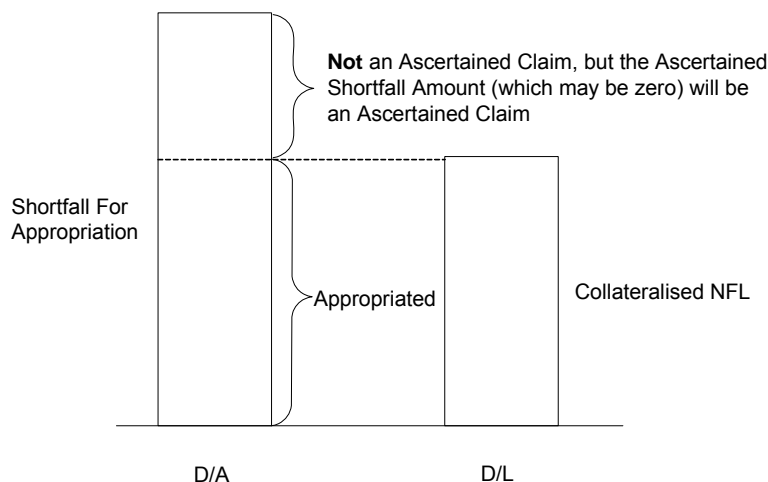 Not an Ascertained Claim, but the Ascertained
Shortfall Amount (which may be zero) will be
an Ascertained Claim
Shortfall For
Appropriation
Appropriated
Collateralised NFL
D/A
D/L